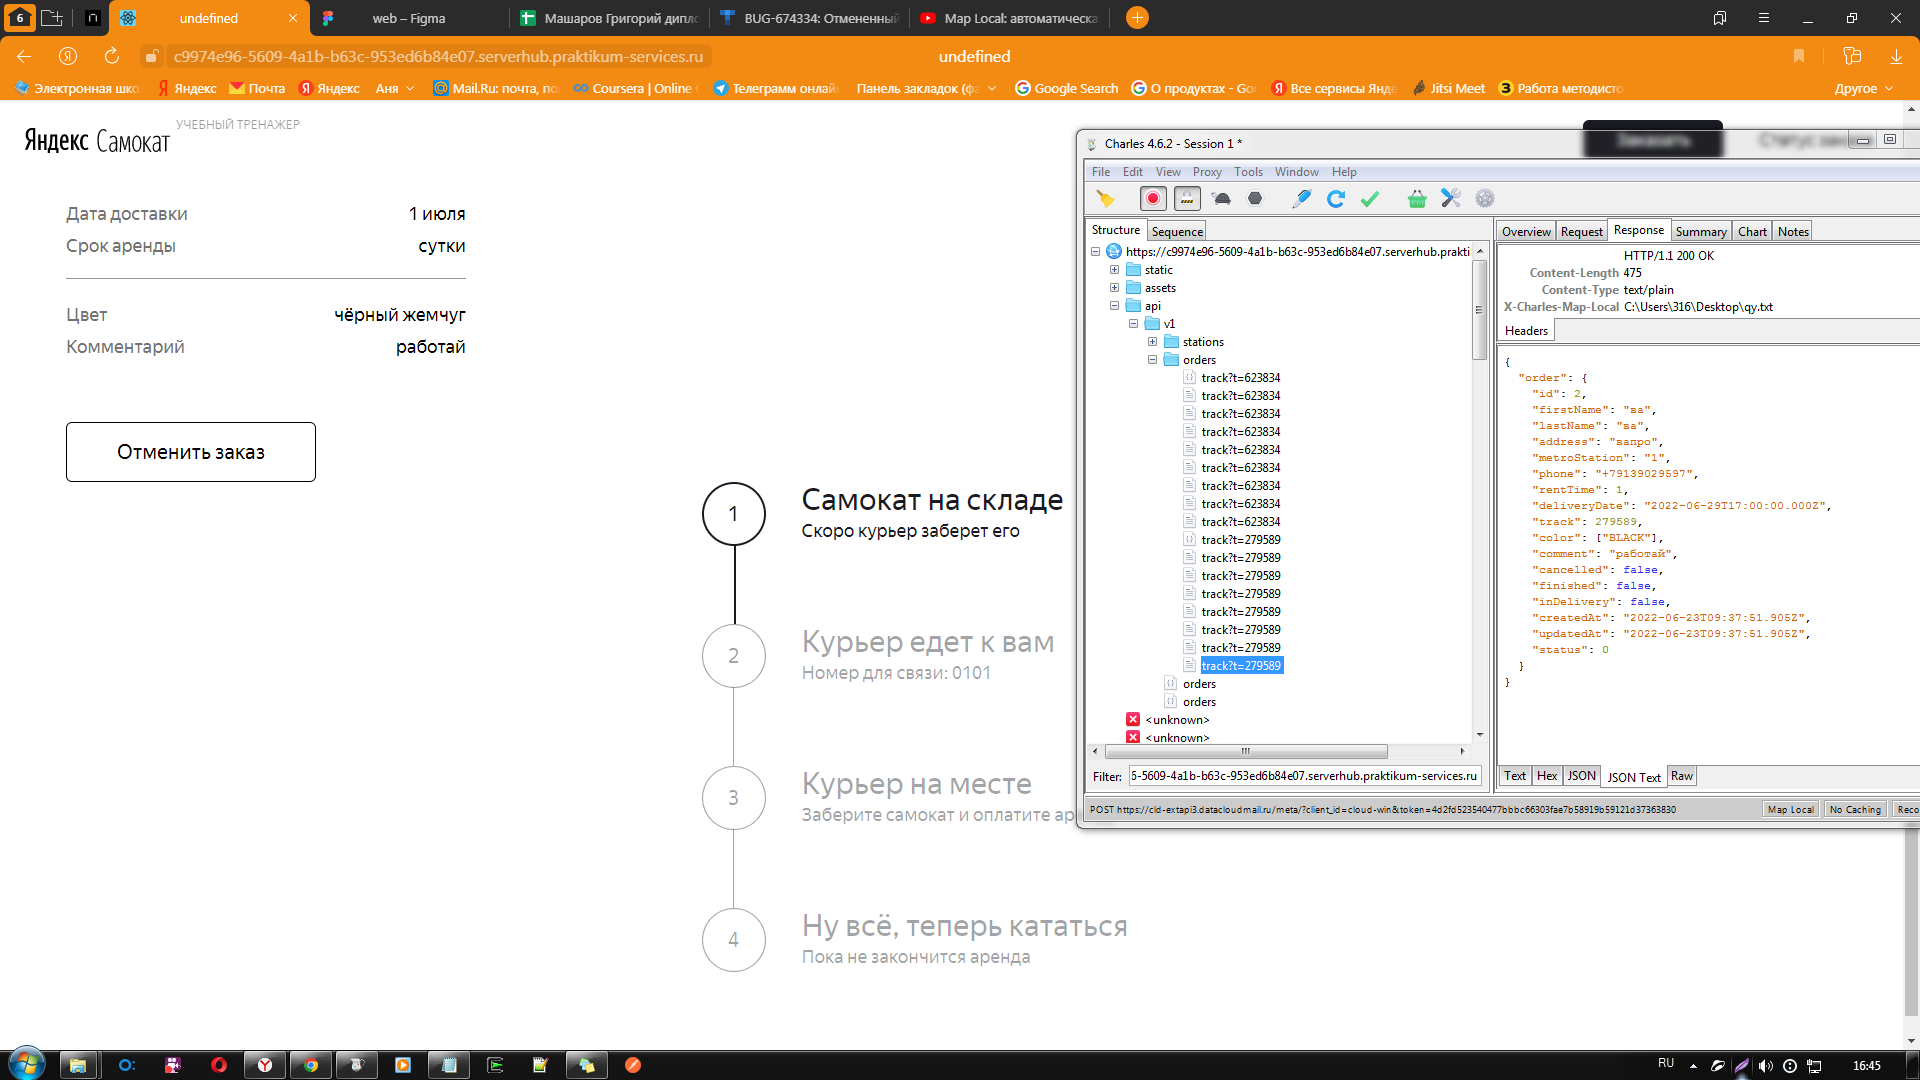 6
undefined
web – Figma
Машаров Григорий дипло
BUG-674334: Отмененный
Map Local: автоматическа
c9974e96-5609-4a1b-b63c-953ed6b84e07.serverhub.praktikum-services.ru
undefined
Электронная шко
Яндекс
Почта
Яндекс
Аня
Mail.Ru: почта, по
Coursera | Online
Телеграмм онлай
Панель закладок (ф
Google Search
О продуктах - Goo
Все сервисы Янде
Jitsi Meet
Работа методисто
Другое
Яндекс Самокат
УЧЕБНЫЙ ТРЕНАЖЕР
Заказать
Статус зака
Дата доставки 1 июля
Срок аренды сутки
Цвет чёрный жемчуг
Комментарий работай
Отменить заказ
1
Самокат на складе
Скоро курьер заберет его
2
Курьер едет к вам
Номер для связи: 0101
3
Курьер на месте
Заберите самокат и оплатите ар
4
Ну всё, теперь кататься
Пока не закончится аренда
Charles 4.6.2 - Session 1 *
File Edit View Proxy Tools Window Help
Structure Sequence
https://c9974e96-5609-4a1b-b63c-953ed6b84e07.serverhub.prakti
static
assets
api
v1
stations
orders
track?t=623834
track?t=623834
track?t=623834
track?t=623834
track?t=623834
track?t=623834
track?t=623834
track?t=623834
track?t=623834
track?t=279589
track?t=279589
track?t=279589
track?t=279589
track?t=279589
track?t=279589
track?t=279589
track?t=279589
orders
orders
<unknown>
<unknown>
Filter: 5-5609-4a1b-b63c-953ed6b84e07.serverhub.praktikum-services.ru
Overview Request Response Summary Chart Notes
HTTP/1.1 200 OK
Content-Length 475
Content-Type text/plain
X-Charles-Map-Local C:\Users\316\Desktop\qy.txt
Headers
{
"order": {
"id": 2,
"firstName": "ва",
"lastName": "ва",
"address": "вапро",
"metroStation": "1",
"phone": "+79139029597",
"rentTime": 1,
"deliveryDate": "2022-06-29T17:00:00.000Z",
"track": 279589,
"color": ["BLACK"],
"comment": "работай",
"cancelled": false,
"finished": false,
"inDelivery": false,
"createdAt": "2022-06-23T09:37:51.905Z",
"updatedAt": "2022-06-23T09:37:51.905Z",
"status": 0
}
}
Text Hex JSON JSON Text Raw
POST https://cld-extapi3.datacloudmail.ru/meta/?client_id=cloud-win&token=4d2fd523540477bbbc66303fae7b58919b59121d37363830
Map Local No Caching Reco
RU
16:45